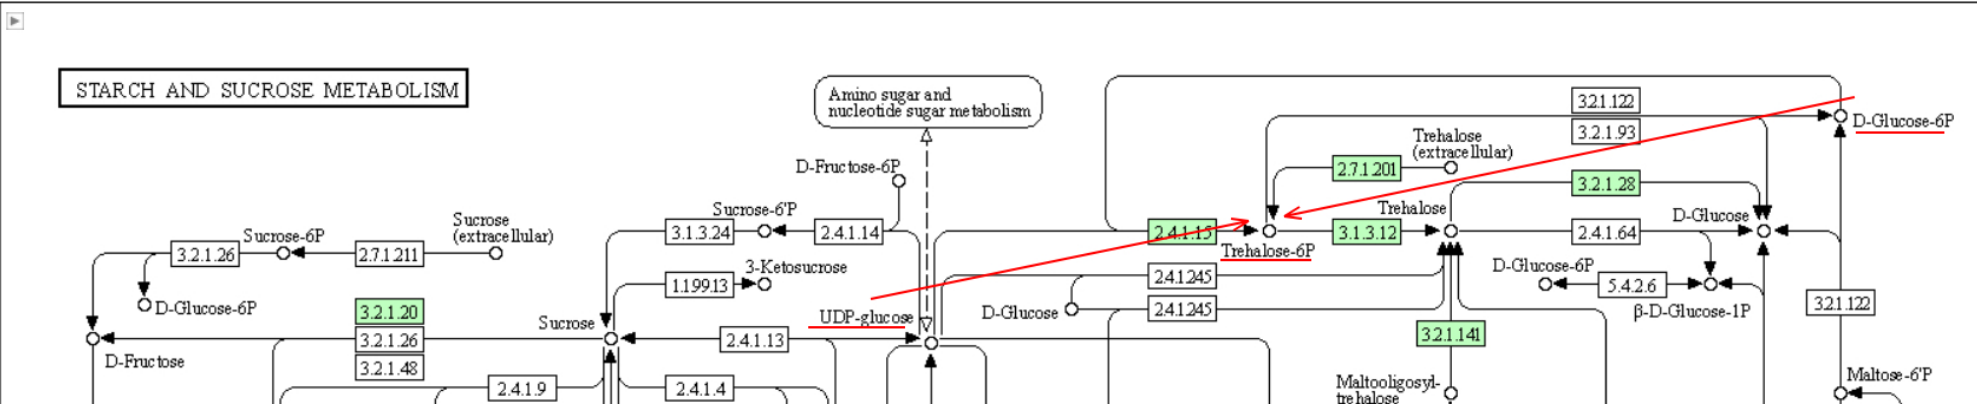 STARCH AND SUCROSE METABOLISM
Amino sugar and
nucleotide sugar metabolism
3.2.1.122
D-Glucose-6P
3.2.1.93
Trehalose
(extracellular)
D-Fructose-6P
2.7.1.201
3.2.1.28
Sucrose
(extracellular)
Sucrose-6'P
Trehalose
D-Glucose
3.1.3.24
2.4.1.14
2.4.1.15
3.1.3.12
2.4.1.64
Sucrose-6P
3.2.1.26
2.7.1.211
Trehalose-6P
3-Ketosucrose
D-Glucose-6P
1.1.99.13
2.4.1.245
5.4.2.6
D-Glucose-6P
3.2.1.20
UDP-glucose
D-Glucose
2.4.1.245
β-D-Glucose-1P
3.2.1.122
Sucrose
3.2.1.26
2.4.1.13
3.2.1.141
D-Fructose
3.2.1.48
2.4.1.9
2.4.1.4
Maltooligosyl-
trehalose
Maltose-6'P